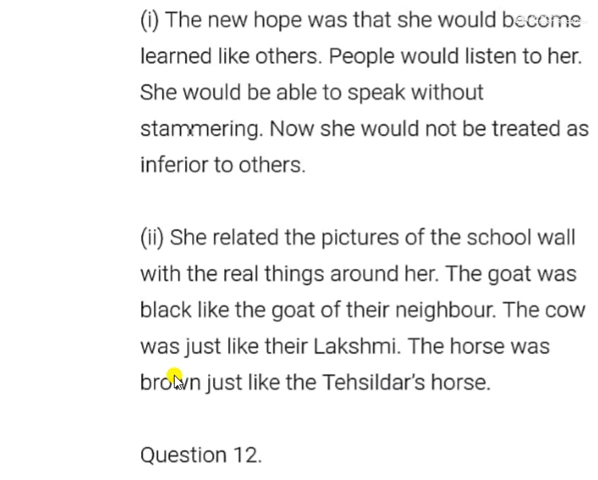 (i) The new hope was that she would become
learned like others. People would listen to her.
She would be able to speak without
stammering. Now she would not be treated as
inferior to others.
(ii) She related the pictures of the school wall
with the real things around her. The goat was
black like the goat of their neighbour. The cow
was just like their Lakshmi. The horse was
brown just like the Tehsildar's horse.
Question 12.